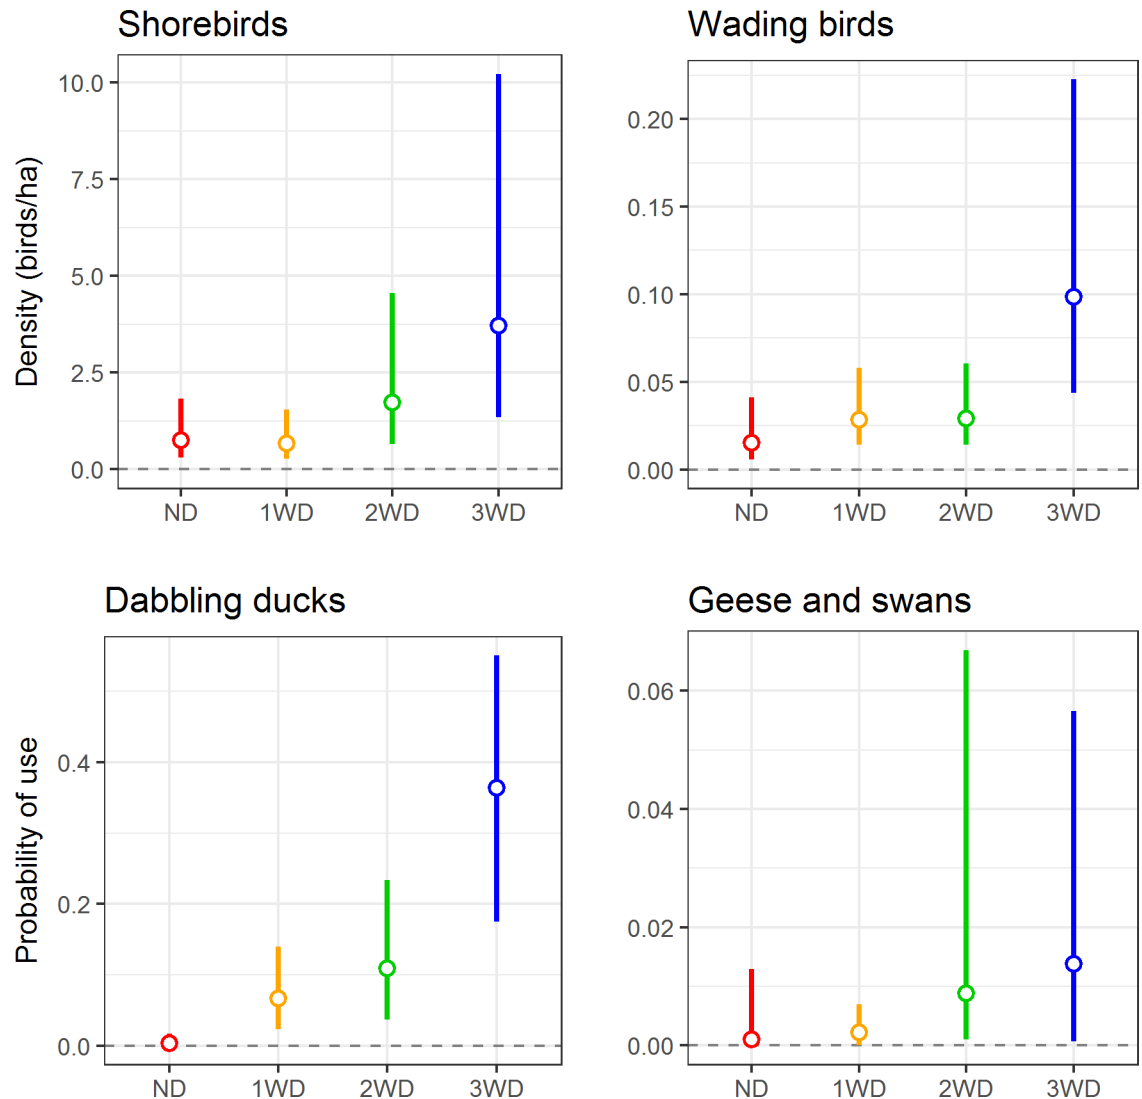 Shorebirds
Density (birds/ha)
10.0
7.5
5.0
2.5
0.0
ND 1WD 2WD 3WD
Wading birds
0.20
0.15
0.10
0.05
0.00
ND 1WD 2WD 3WD
Dabbling ducks
Probability of use
0.4
0.2
0.0
ND 1WD 2WD 3WD
Geese and swans
0.06
0.04
0.02
0.00
ND 1WD 2WD 3WD